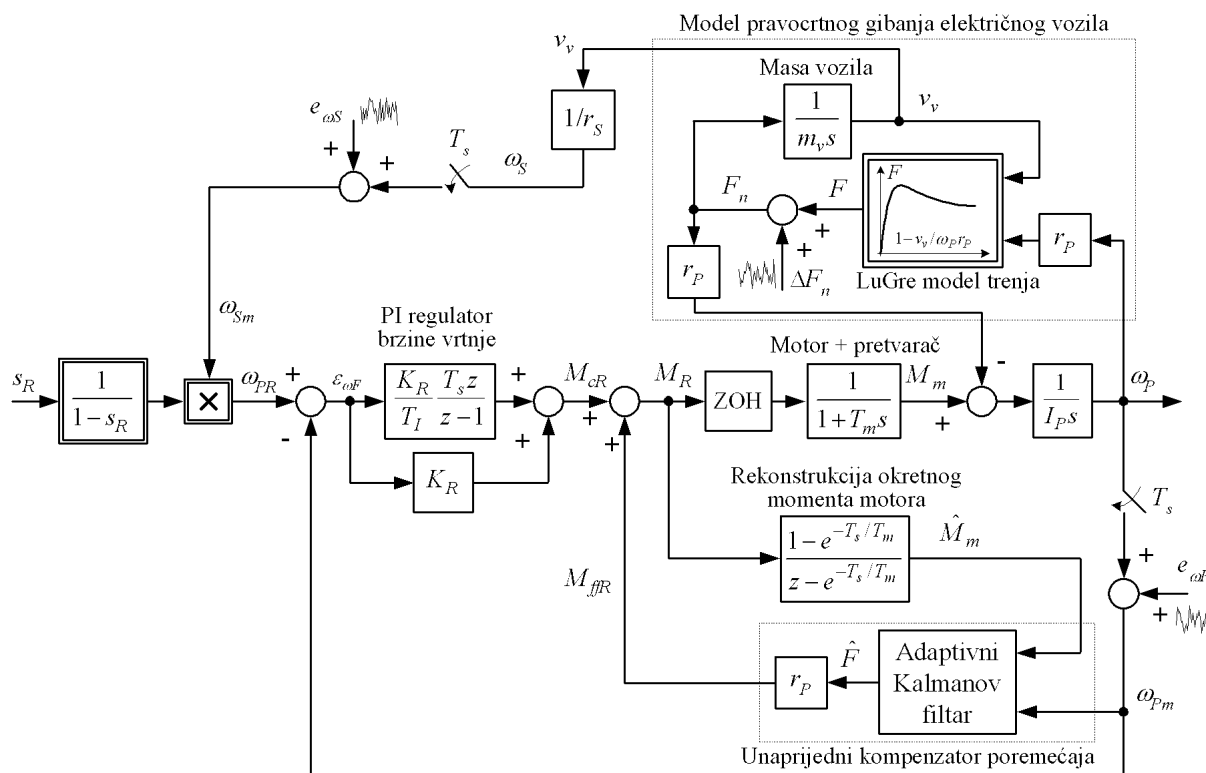 Model pravocrtnog gibanja električnog vozila
v_v
Masa vozila
1/r_S
1
m_v s
v_v
e_ωS
+
+
T_s
ω_S
F_n
F
F
1-v_v/ω_P r_P
+
+
r_P
r_P
ΔF_n
LuGre model trenja
ω_Sm
PI regulator
brzine vrtnje
Motor + pretvarač
s_R
1
1-s_R
×
ω_PR
+
-
ε_ωF
K_R T_s z
T_I z-1
+
+
M_cR
+
+
M_R
ZOH
1
1+T_m s
M_m
+
-
1
I_P s
ω_P
K_R
Rekonstrukcija okretnog
momenta motora
1-e^{-T_s/T_m}
z-e^{-T_s/T_m}
M̂_m
T_s
+
+
M_ffR
r_P
F̂
Adaptivni
Kalmanov
filtar
ω_Pm
Unaprijedni kompenzator poremećaja